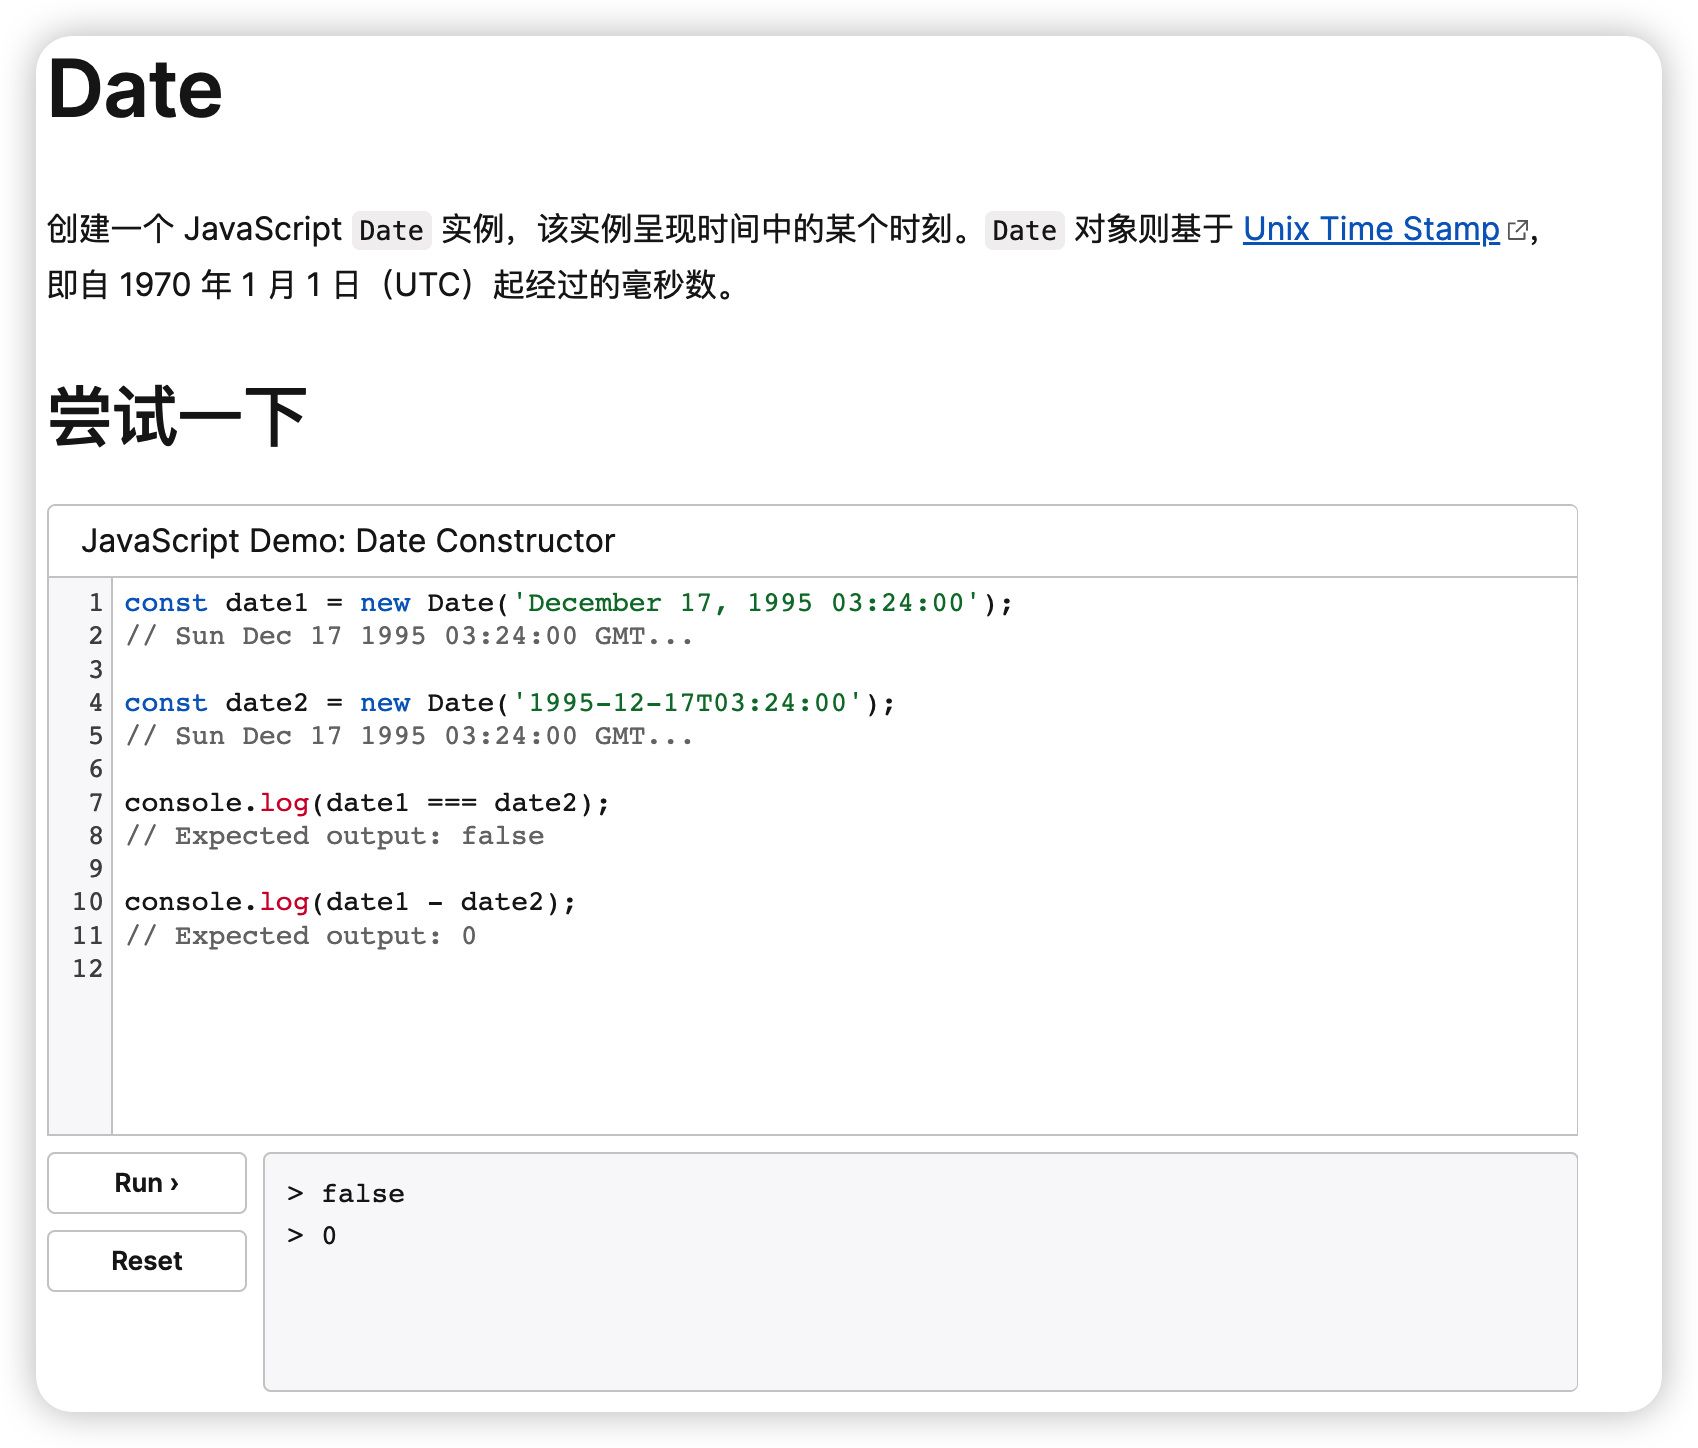 Date
创建一个 JavaScript Date 实例，该实例呈现时间中的某个时刻。Date 对象则基于 Unix Time Stamp，
即自 1970 年 1 月 1 日（UTC）起经过的毫秒数。
尝试一下
JavaScript Demo: Date Constructor
1 const date1 = new Date('December 17, 1995 03:24:00');
2 // Sun Dec 17 1995 03:24:00 GMT...
3
4 const date2 = new Date('1995-12-17T03:24:00');
5 // Sun Dec 17 1995 03:24:00 GMT...
6
7 console.log(date1 === date2);
8 // Expected output: false
9
10 console.log(date1 - date2);
11 // Expected output: 0
12
Run ›
> false
> 0
Reset